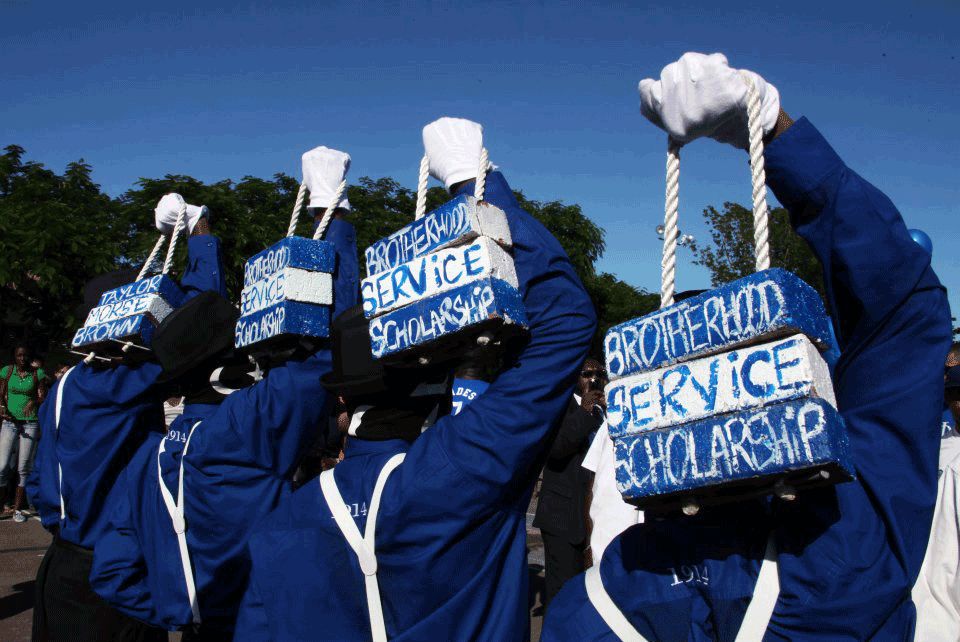 TAYLOR
MORSE
BROWN
BROTHERHOOD
SERVICE
SCHOLARSHIP
BROTHERHOOD
SERVICE
SCHOLARSHIP
BROTHERHOOD
SERVICE
SCHOLARSHIP
1914
1914
1914